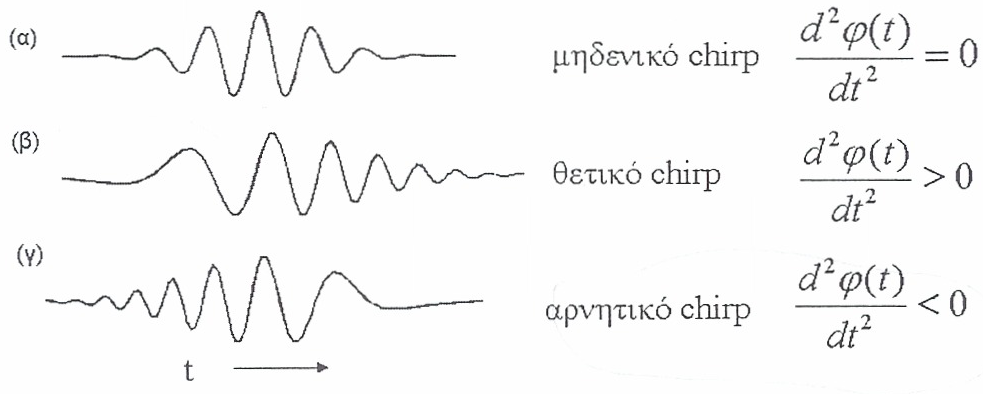 (α) μηδενικό chirp d²φ(t)/dt² = 0
(β) θετικό chirp d²φ(t)/dt² > 0
(γ) αρνητικό chirp d²φ(t)/dt² < 0
t